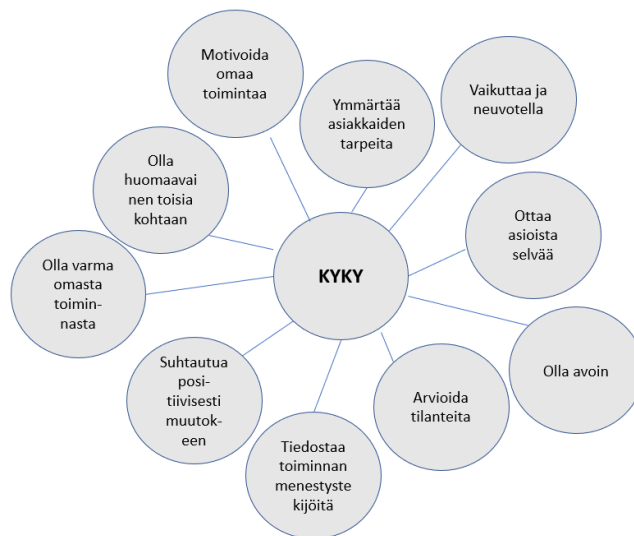 Motivoida
omaa
toimintaa
Ymmärtää
asiakkaiden
tarpeita
Vaikuttaa ja
neuvotella
Olla
huomaavai
nen toisia
kohtaan
Ottaa
asioista
selvää
KYKY
Olla varma
omasta
toimin-
nasta
Suhtautua
posi-
tiivisesti
muutok-
een
Tiedostaa
toiminnan
menestyste
kijöitä
Arvioida
tilanteita
Olla avoin